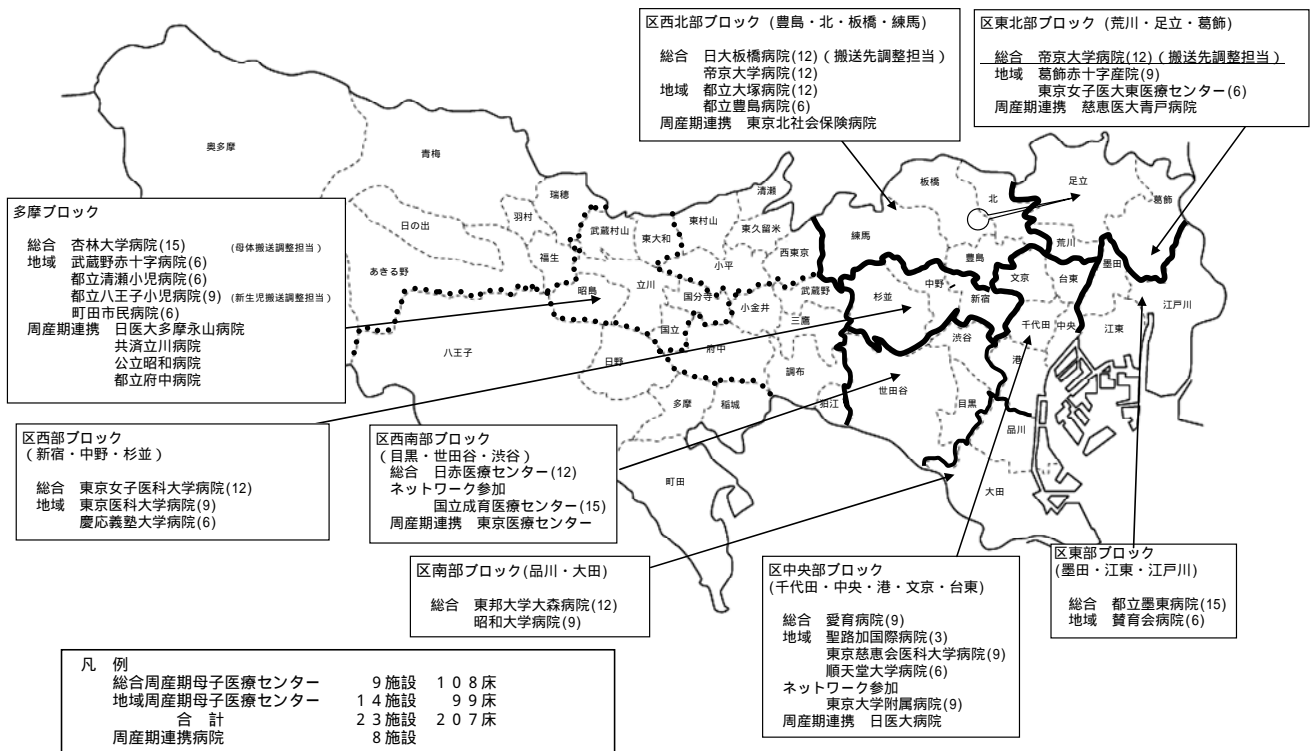 区西北部ブロック (豊島・北・板橋・練馬)
総合 日大板橋病院(12) (搬送先調整担当)
帝京大学病院(12)
地域 都立大塚病院(12)
都立豊島病院(6)
周産期連携 東京北社会保険病院
区東北部ブロック (荒川・足立・葛飾)
総合 帝京大学病院(12) (搬送先調整担当)
地域 葛飾赤十字産院(9)
東京女子医大東医療センター(6)
周産期連携 慈恵医大青戸病院
奥多摩
青梅
瑞穂
羽村
日の出
福生
あきる野
武蔵村山
東大和
東村山
清瀬
東久留米
小平
西東京
昭島
立川
国分寺
小金井
武蔵野
国立
三鷹
府中
八王子
日野
調布
狛江
多摩
稲城
町田
板橋
北
足立
葛飾
練馬
豊島
荒川
文京
台東
墨田
江戸川
杉並
中野
新宿
千代田
中央
江東
渋谷
港
世田谷
目黒
品川
大田
多摩ブロック
総合 杏林大学病院(15) (母体搬送調整担当)
地域 武蔵野赤十字病院(6)
都立清瀬小児病院(6)
都立八王子小児病院(9) (新生児搬送調整担当)
町田市民病院(6)
周産期連携 日医大多摩永山病院
共済立川病院
公立昭和病院
都立府中病院
区西部ブロック
(新宿・中野・杉並)
総合 東京女子医科大学病院(12)
地域 東京医科大学病院(9)
慶応義塾大学病院(6)
区西南部ブロック
(目黒・世田谷・渋谷)
総合 日赤医療センター(12)
ネットワーク参加
国立成育医療センター(15)
周産期連携 東京医療センター
区南部ブロック(品川・大田)
総合 東邦大学大森病院(12)
昭和大学病院(9)
区中央部ブロック
(千代田・中央・港・文京・台東)
総合 愛育病院(9)
地域 聖路加国際病院(3)
東京慈恵会医科大学病院(9)
順天堂大学病院(6)
ネットワーク参加
東京大学附属病院(9)
周産期連携 日医大病院
区東部ブロック
(墨田・江東・江戸川)
総合 都立墨東病院(15)
地域 賛育会病院(6)
凡 例
総合周産期母子医療センター 9施設 108床
地域周産期母子医療センター 14施設 99床
合 計 23施設 207床
周産期連携病院 8施設